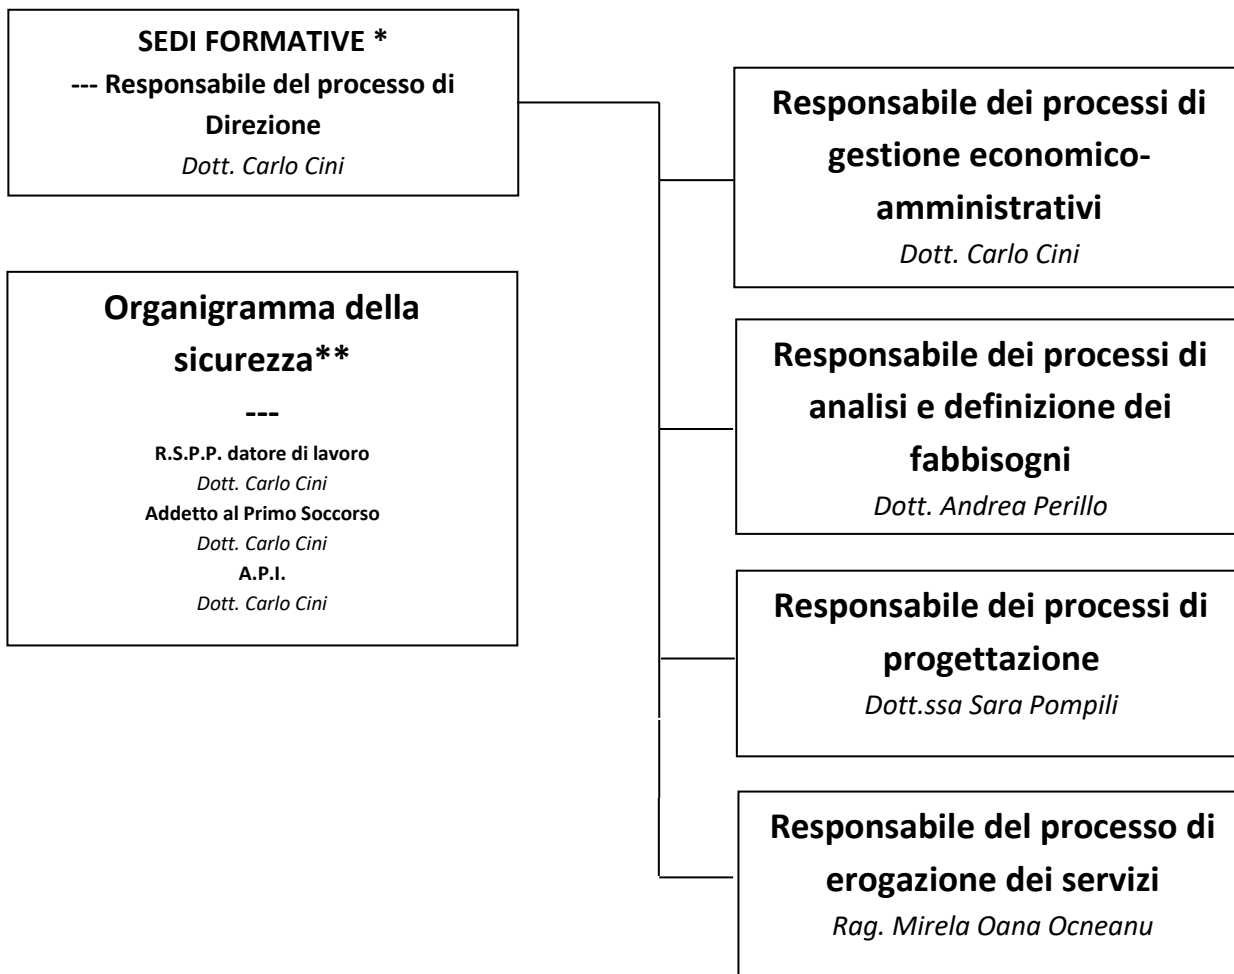 SEDI FORMATIVE *
--- Responsabile del processo di
Direzione
Dott. Carlo Cini
Organigramma della
sicurezza**
---
R.S.P.P. datore di lavoro
Dott. Carlo Cini
Addetto al Primo Soccorso
Dott. Carlo Cini
A.P.I.
Dott. Carlo Cini
Responsabile dei processi di
gestione economico-
amministrativi
Dott. Carlo Cini
Responsabile dei processi di
analisi e definizione dei
fabbisogni
Dott. Andrea Perillo
Responsabile dei processi di
progettazione
Dott.ssa Sara Pompili
Responsabile del processo di
erogazione dei servizi
Rag. Mirela Oana Ocneanu